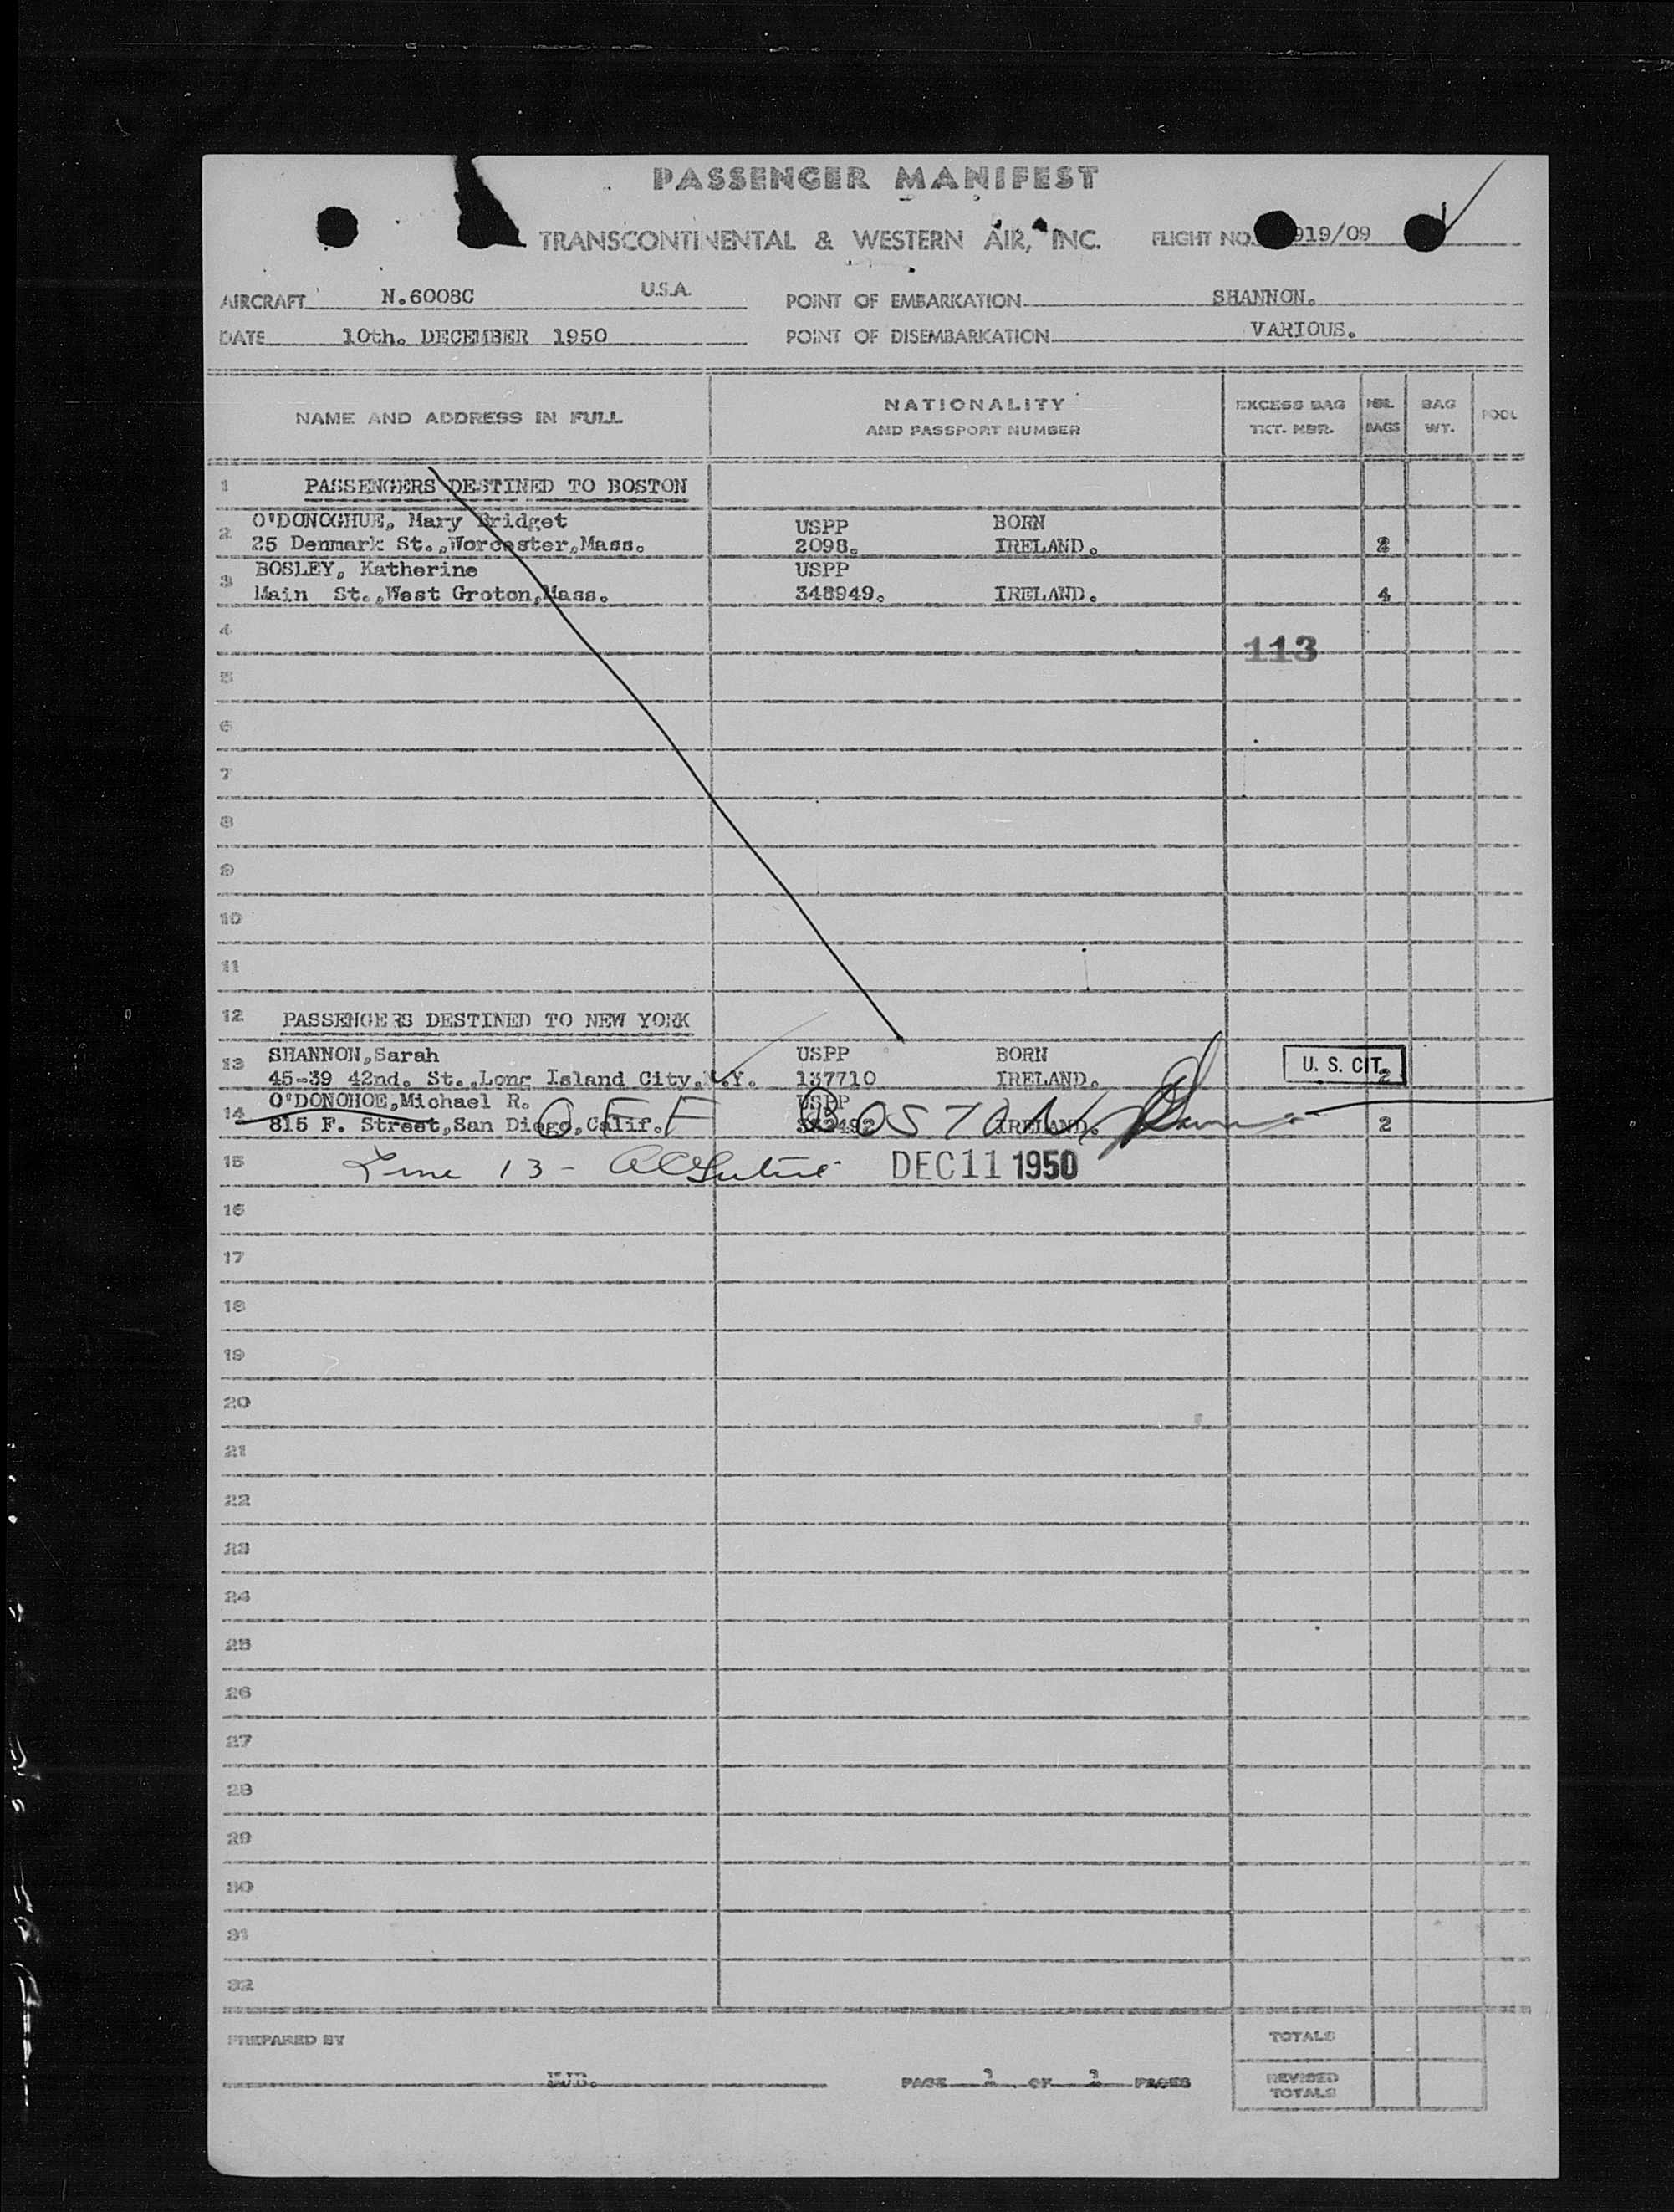 PASSENGER MANIFEST
TRANSCONTINENTAL & WESTERN AIR, INC. FLIGHT NO. 919/09
AIRCRAFT N.6008C U.S.A. POINT OF EMBARKATION SHANNON.
DATE 10th. DECEMBER 1950 POINT OF DISEMBARKATION VARIOUS.
NAME AND ADDRESS IN FULL NATIONALITY AND PASSPORT NUMBER EXCESS BAG TKT. NBR. NBR. BAGS BAG WT. POOL
1 PASSENGERS DESTINED TO BOSTON
O'DONOGHUE, Mary Bridget USPP BORN
2 25 Denmark St.,Worcester,Mass. 2098. IRELAND. 2
BOSLEY, Katherine USPP
3 Main St.,West Groton,Mass. 348949. IRELAND. 4
4
113
5
6
7
8
9
10
11
12 PASSENGERS DESTINED TO NEW YORK
SHANNON,Sarah USPP BORN
13 45-39 42nd. St.,Long Island City,N.Y. 137710 IRELAND. U. S. CIT. 2
O'DONOHOE,Michael R. USPP
14 815 F. Street,San Diego,Calif. IRELAND. 2
OFF BOSTON
15 Line 13 - DEC 11 1950
16
17
18
19
20
21
22
23
24
25
26
27
28
29
30
31
32
PREPARED BY TOTALS
PAGE 1 OF 1 PAGES REVISED TOTALS